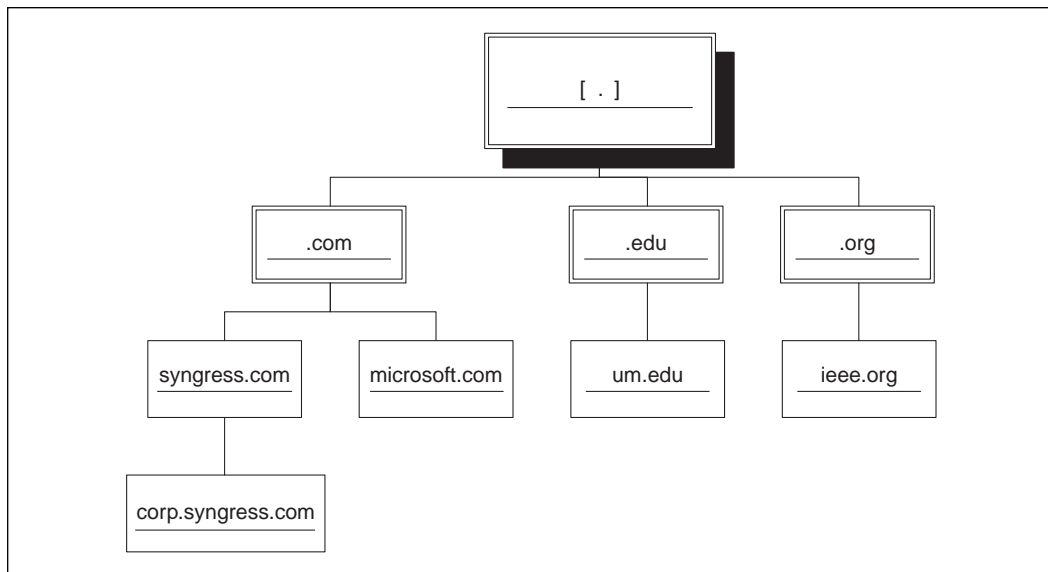 [ . ]
.com
.edu
.org
syngress.com
microsoft.com
um.edu
ieee.org
corp.syngress.com